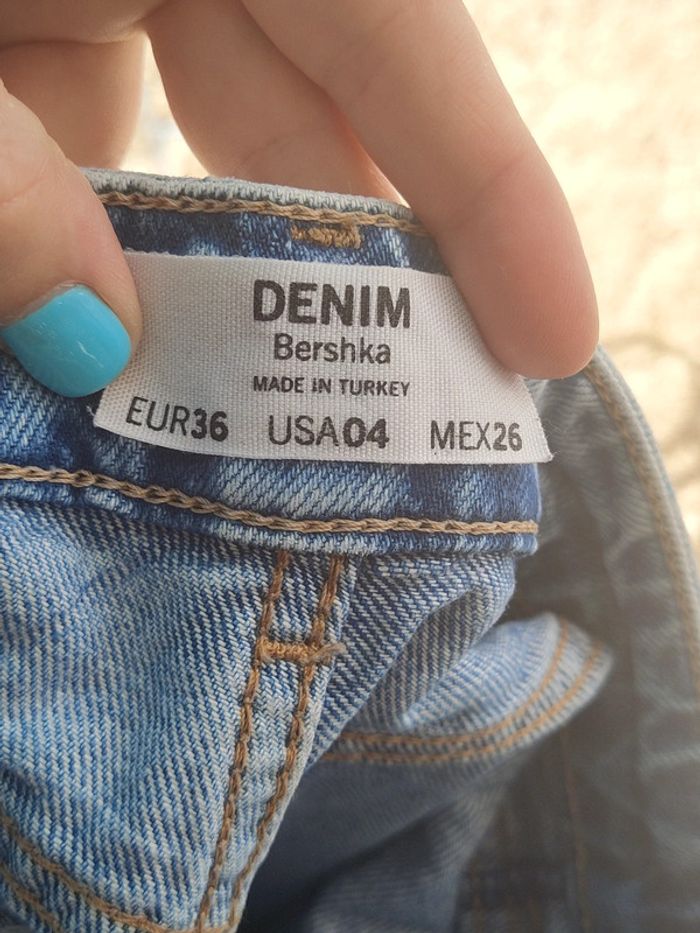 DENIM
Bershka
MADE IN TURKEY
EUR36 USA04 MEX26